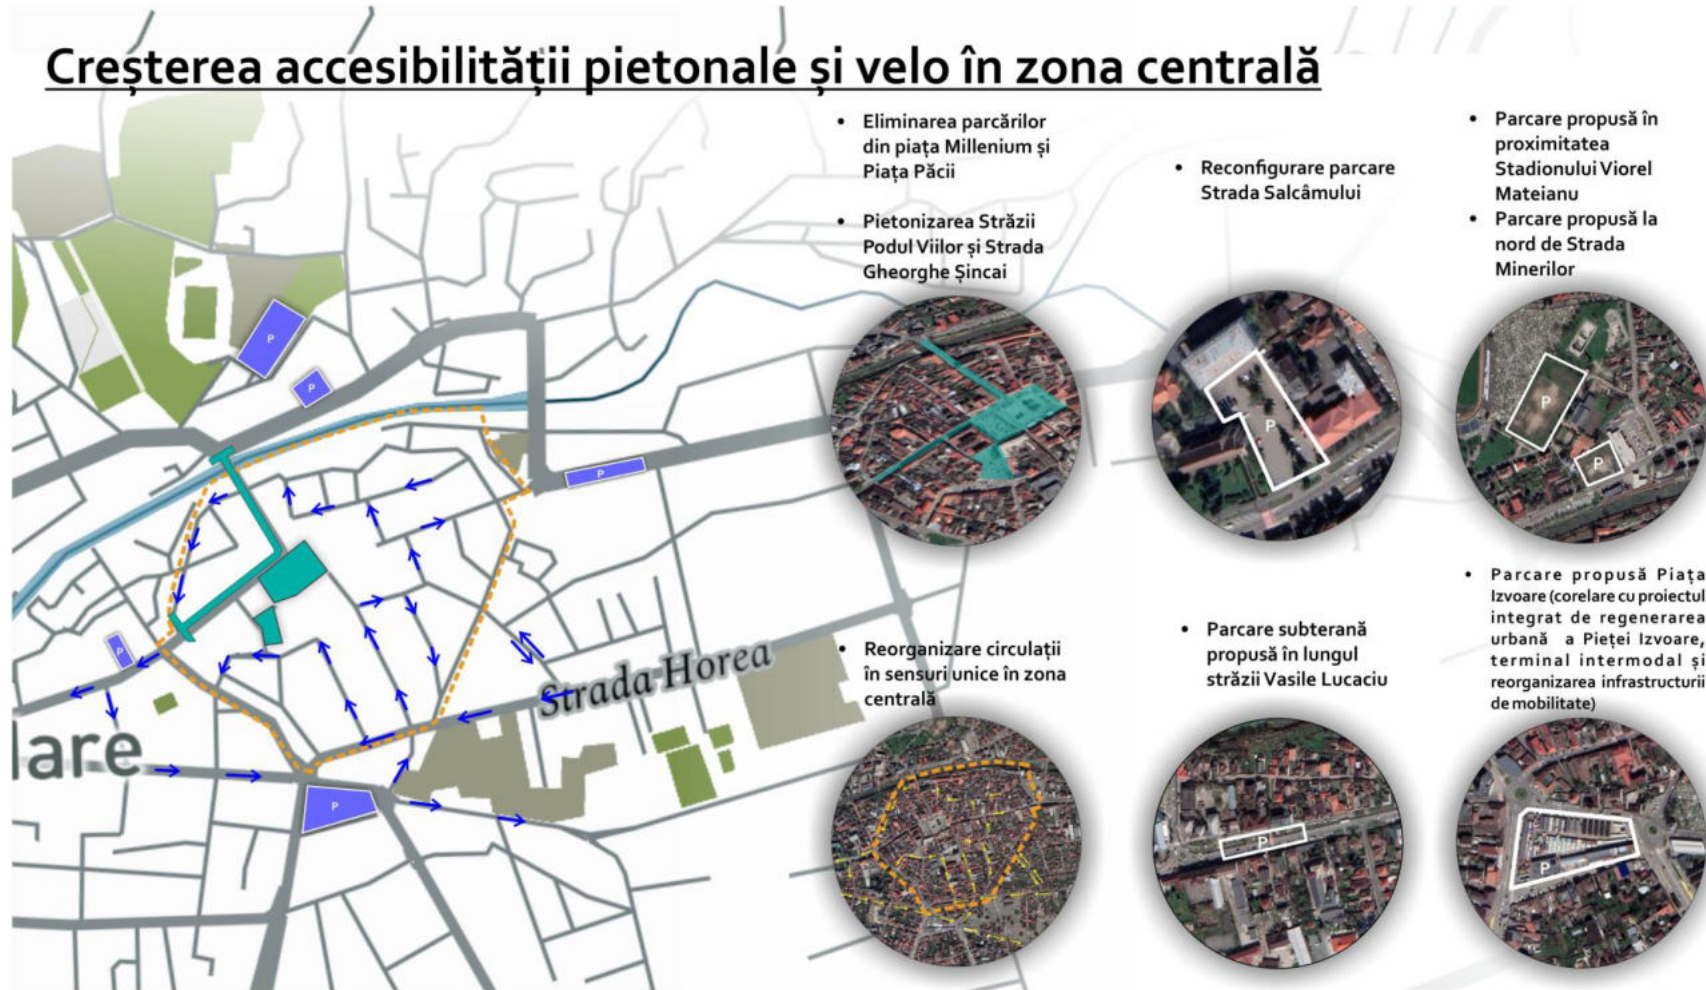 Creșterea accesibilității pietonale și velo în zona centrală
• Eliminarea parcărilor
din piața Millenium și
Piața Păcii
• Pietonizarea Străzii
Podul Viilor și Strada
Gheorghe Șincai
• Reconfigurare parcare
Strada Salcâmului
• Parcare propusă în
proximitatea
Stadionului Viorel
Mateianu
• Parcare propusă la
nord de Strada
Minerilor
P
P
P
P
P
P
P
P
• Reorganizare circulații
în sensuri unice în zona
centrală
• Parcare subterană
propusă în lungul
străzii Vasile Lucaciu
• Parcare propusă Piața
Izvoare (corelare cu proiectul
integrat de regenerarea
urbană a Pieței Izvoare,
terminal intermodal și
reorganizarea infrastructurii
de mobilitate)
Strada Horea
lare
P
P
P